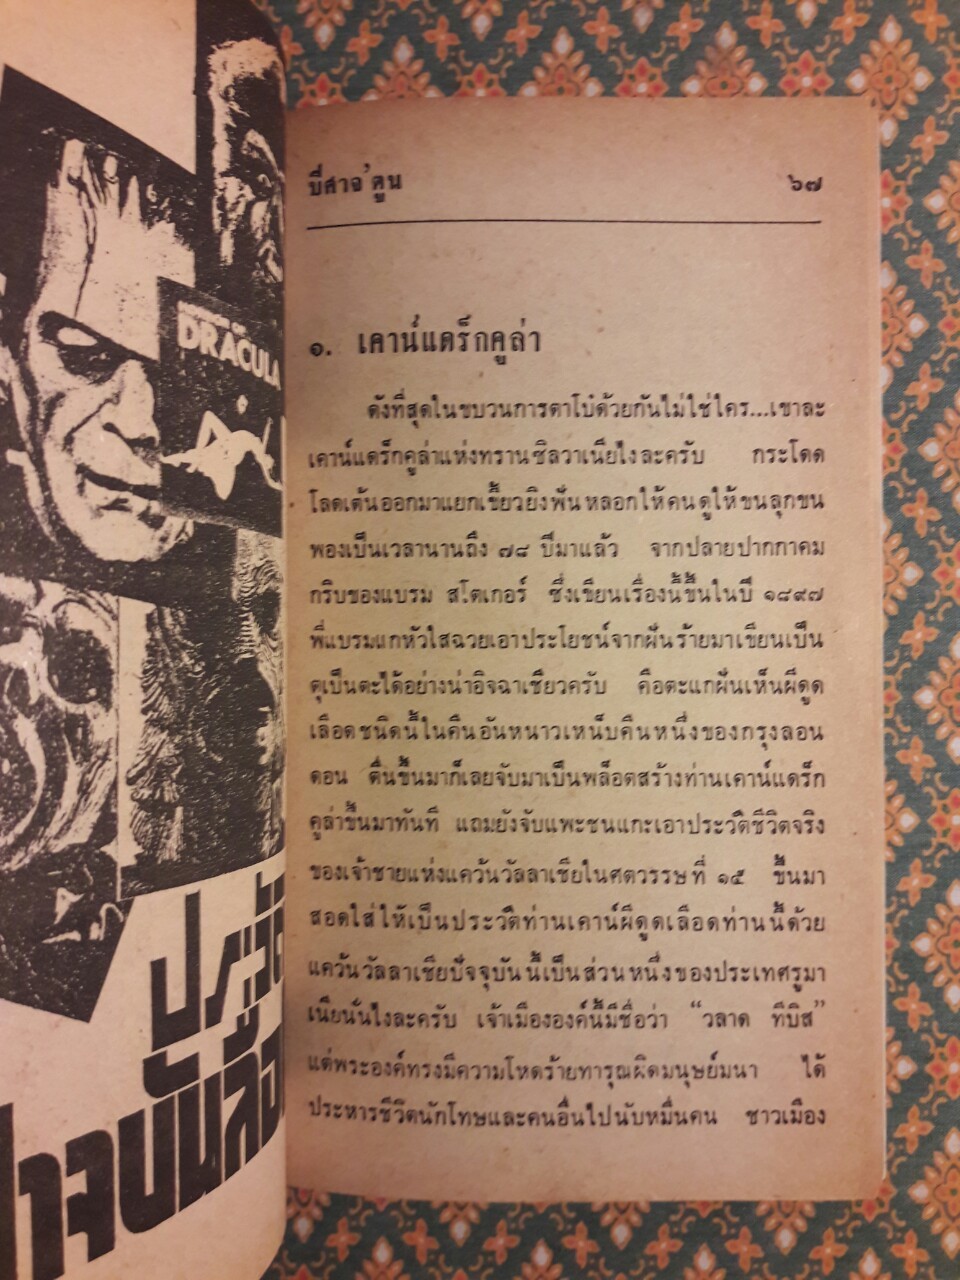 DRACULA
ประวัติ
ปี่ศาจ'ตูน ๖๗
๑. เคาน์แดร็กคูล่า
ดังที่สุดในขบวนการตาโบ๋ด้วยกันไม่ใช่ใคร...เขาละ
เคาน์แดร็กคูล่าแห่งทรานซิลวาเนียไงละครับ กระโดด
โลดเต้นออกมาแยกเขี้ยวยิงฟันหลอกให้คนดูให้ขนลุกขน
พองเป็นเวลานานถึง ๗๘ ปีมาแล้ว จากปลายปากกาคม
กริบของแบรม สโตเกอร์ ซึ่งเขียนเรื่องนี้ขึ้นในปี ๑๘๙๗
พี่แบรมแกหัวใสฉวยเอาประโยชน์จากฝันร้ายมาเขียนเป็น
ตุเป็นตะได้อย่างน่าอิจฉาเชียวครับ คือตะแกฝันเห็นผีดูด
เลือดชนิดนี้ในคืนอันหนาวเหน็บคืนหนึ่งของกรุงลอน
ดอน ตื่นขึ้นมาก็เลยจับมาเป็นพล็อตสร้างท่านเคาน์แดร็ก
คูล่าขึ้นมาทันที แถมยังจับแพะชนแกะเอาประวัติชีวิตจริง
ของเจ้าชายแห่งแคว้นวัลลาเชียในศตวรรษที่ ๑๕ ขึ้นมา
สอดใส่ให้เป็นประวัติท่านเคาน์ผีดูดเลือดท่านนี้ด้วย
แคว้นวัลลาเชียปัจจุบันนี้เป็นส่วนหนึ่งของประเทศรูมา
เนียนั่นไงละครับ เจ้าเมืององค์นี้มีชื่อว่า “วลาด ทีปิส”
แต่พระองค์ทรงมีความโหดร้ายทารุณผิดมนุษย์มนา ได้
ประหารชีวิตนักโทษและคนอื่นไปนับหมื่นคน ชาวเมือง